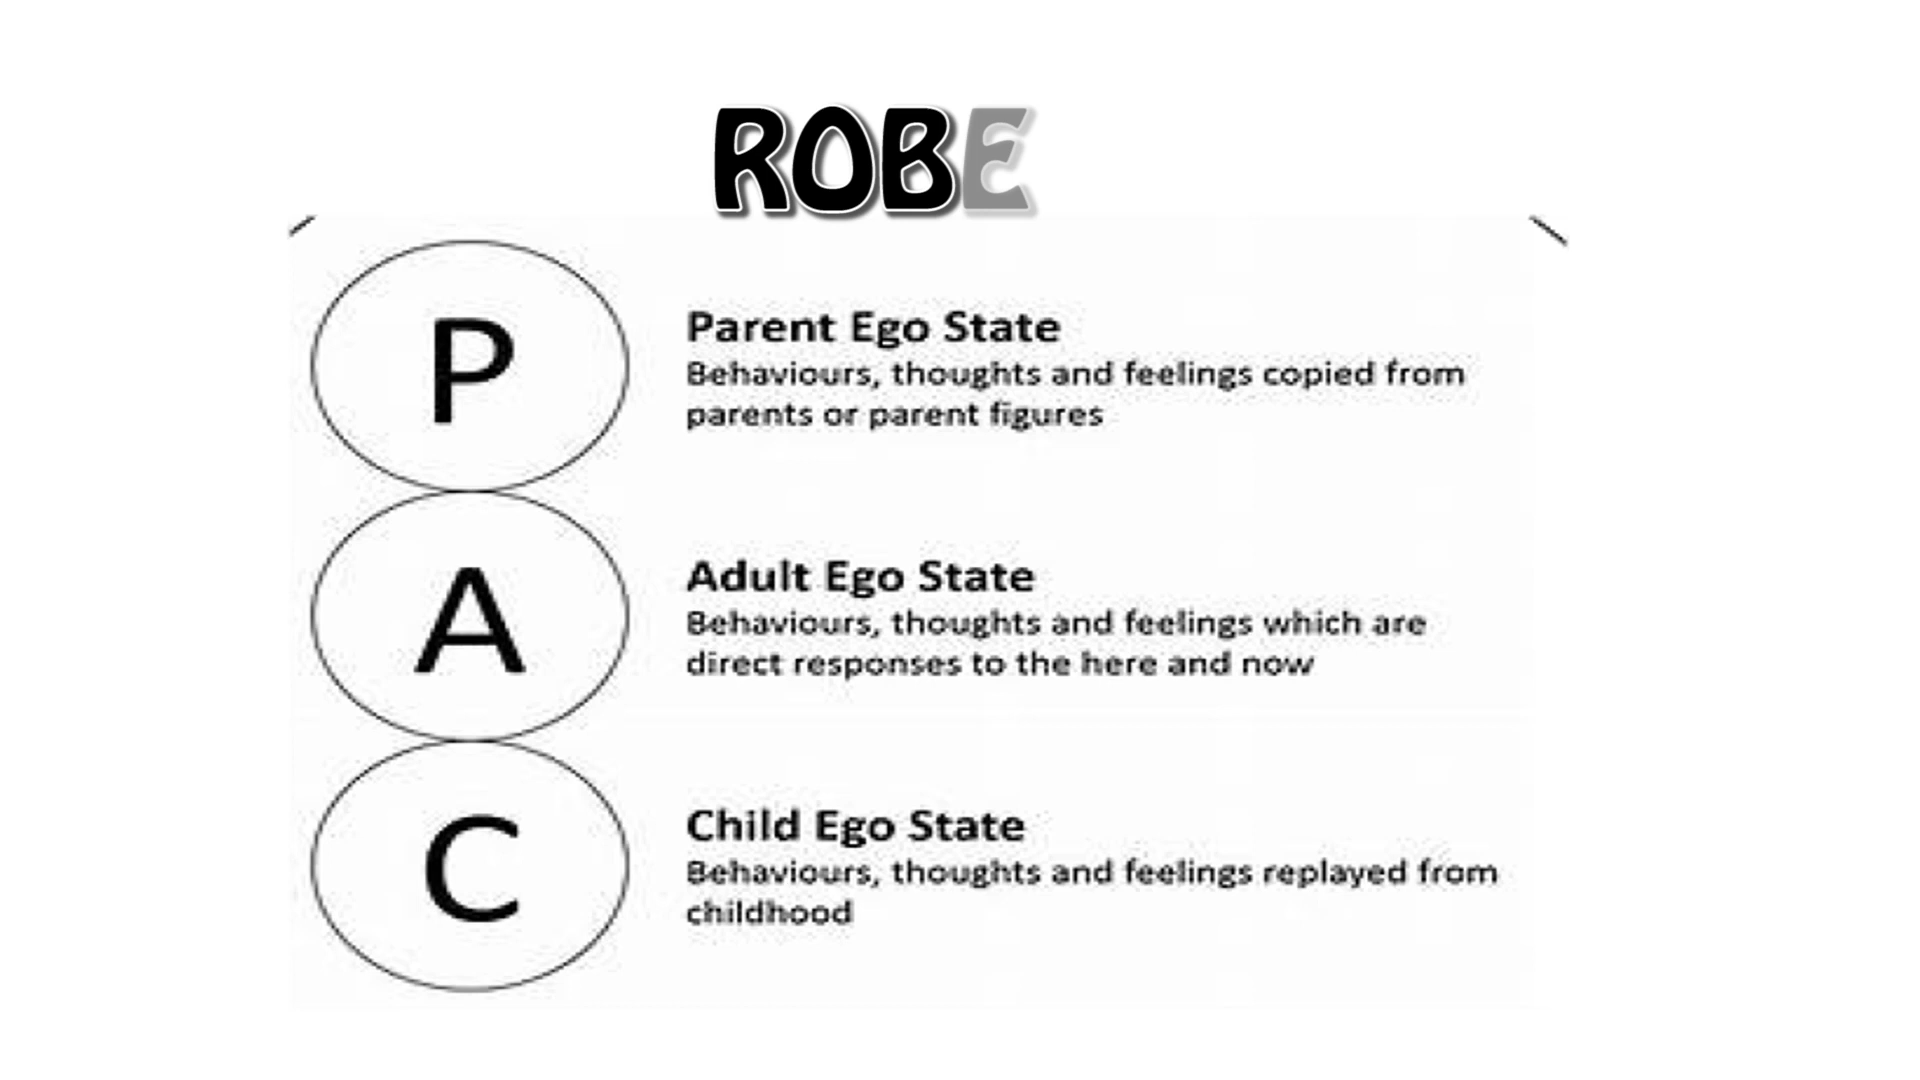 ROBE
P
Parent Ego State
Behaviours, thoughts and feelings copied from
parents or parent figures
A
Adult Ego State
Behaviours, thoughts and feelings which are
direct responses to the here and now
C
Child Ego State
Behaviours, thoughts and feelings replayed from
childhood